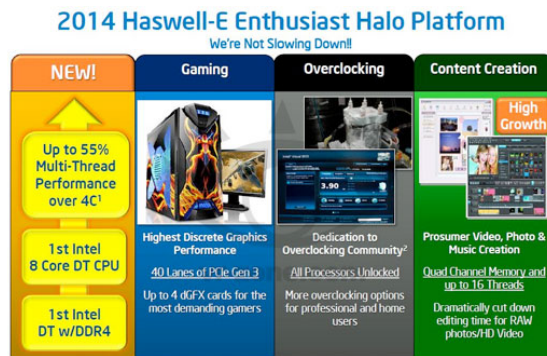 2014 Haswell-E Enthusiast Halo Platform
We're Not Slowing Down!!
NEW!
Up to 55%
Multi-Thread
Performance
over 4C¹
1st Intel
8 Core DT CPU
1st Intel
DT w/DDR4
Gaming
Highest Discrete Graphics
Performance
40 Lanes of PCIe Gen 3
Up to 4 dGFX cards for the
most demanding gamers
Overclocking
3.90
Dedication to
Overclocking Community²
All Processors Unlocked
More overclocking options
for professional and home
users
Content Creation
High
Growth
Prosumer Video, Photo &
Music Creation
Quad Channel Memory and
up to 16 Threads
Dramatically cut down
editing time for RAW
photos/HD Video